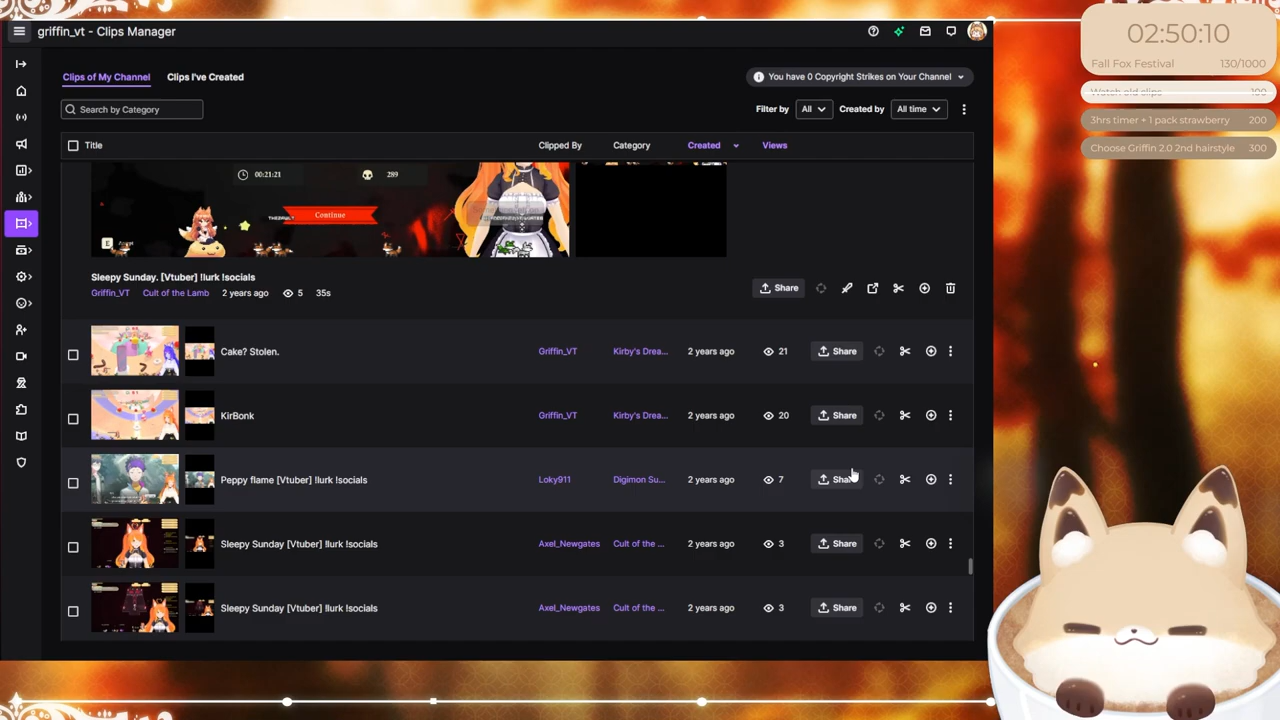 griffin_vt - Clips Manager
Clips of My Channel
Clips I've Created
You have 0 Copyright Strikes on Your Channel
Search by Category
Filter by
All
Created by
All time
Title
Clipped By
Category
Created
Views
00:21:21
289
Continue
E
Sleepy Sunday. [Vtuber] !lurk !socials
Griffin_VT
Cult of the Lamb
2 years ago
5
35s
Share
Cake? Stolen.
Griffin_VT
Kirby's Drea...
2 years ago
21
Share
KirBonk
Griffin_VT
Kirby's Drea...
2 years ago
20
Share
Peppy flame [Vtuber] !lurk !socials
Loky911
Digimon Su...
2 years ago
7
Share
Sleepy Sunday [Vtuber] !lurk !socials
Axel_Newgates
Cult of the ...
2 years ago
3
Share
Sleepy Sunday [Vtuber] !lurk !socials
Axel_Newgates
Cult of the ...
2 years ago
3
Share
02:50:10
Fall Fox Festival 130/1000
Watch old clips 100
3hrs timer + 1 pack strawberry 200
Choose Griffin 2.0 2nd hairstyle 300